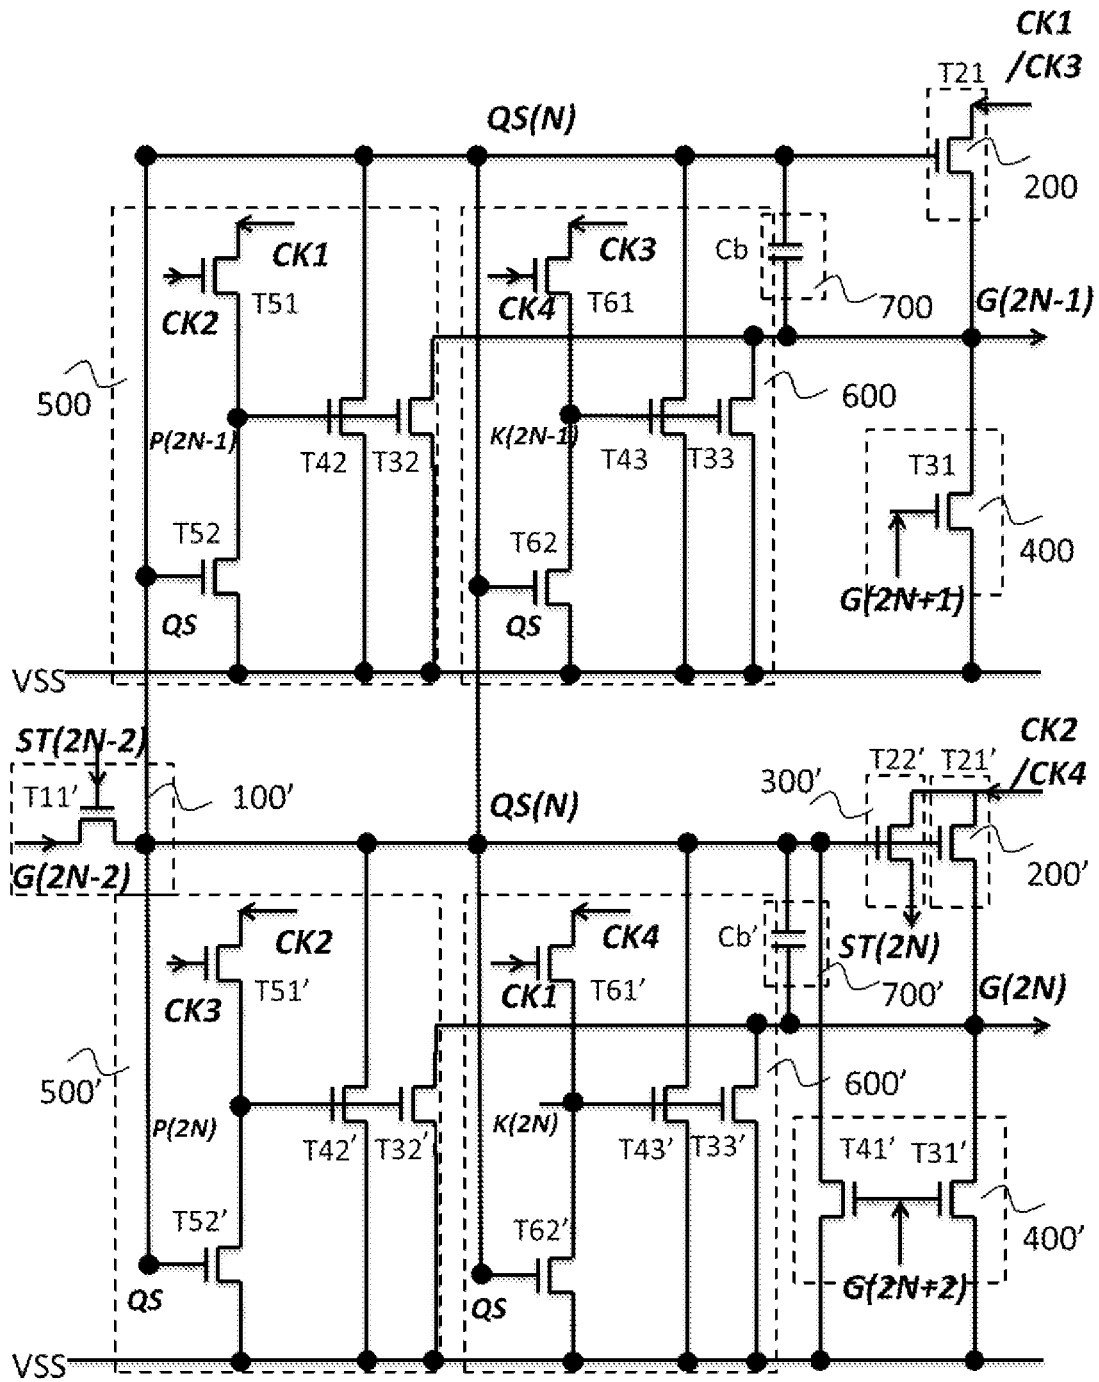 CK1
/CK3
T21
QS(N)
200
CK1
CK3
Cb
T51
T61
CK2
CK4
700
G(2N-1)
500
600
P(2N-1)
K(2N-1)
T42
T32
T43
T33
T31
T52
T62
400
QS
QS
G(2N+1)
VSS
ST(2N-2)
CK2
/CK4
T22'
T21'
T11'
100'
QS(N)
300'
G(2N-2)
200'
CK2
CK4
Cb'
ST(2N)
T51'
T61'
CK3
CK1
700'
G(2N)
500'
600'
P(2N)
K(2N)
T42'
T32'
T43'
T33'
T41'
T31'
T52'
T62'
400'
QS
QS
G(2N+2)
VSS